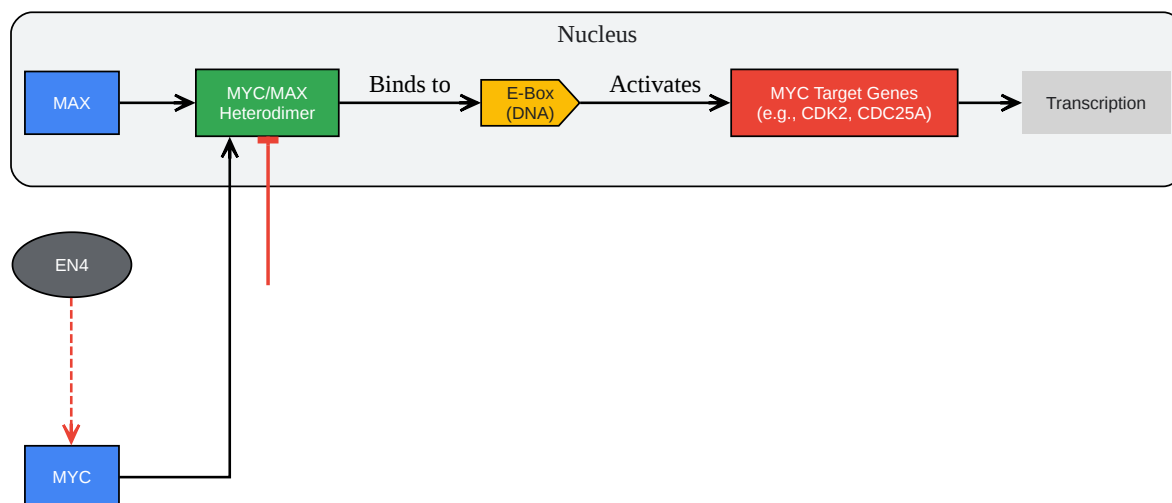 Nucleus
MAX
MYC/MAX
Heterodimer
Binds to
E-Box
(DNA)
Activates
MYC Target Genes
(e.g., CDK2, CDC25A)
Transcription
EN4
MYC